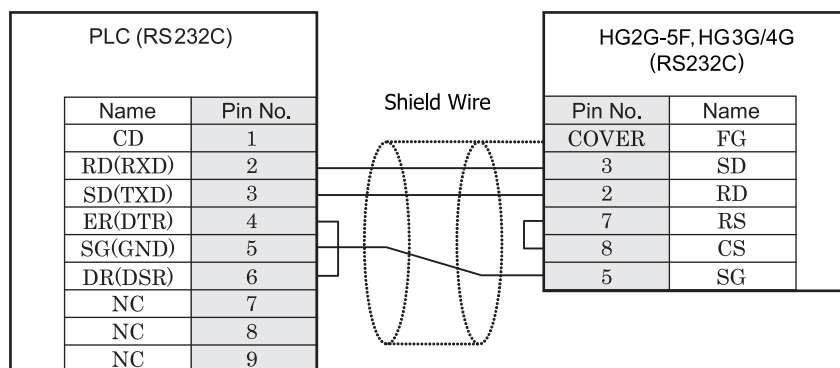 PLC (RS232C)
Name Pin No.
CD 1
RD(RXD) 2
SD(TXD) 3
ER(DTR) 4
SG(GND) 5
DR(DSR) 6
NC 7
NC 8
NC 9
Shield Wire
HG2G-5F, HG3G/4G
(RS232C)
Pin No. Name
COVER FG
3 SD
2 RD
7 RS
8 CS
5 SG